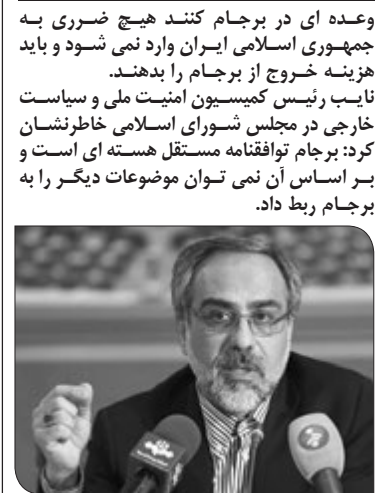 وعده ای در برجام کنند هیچ ضرری به
جمهوری اسلامی ایران وارد نمی شود و باید
هزینه خروج از برجام را بدهند.
نایب رئیس کمیسیون امنیت ملی و سیاست
خارجی در مجلس شورای اسلامی خاطرنشان
کرد: برجام توافقنامه مستقل هسته ای است و
بر اساس آن نمی توان موضوعات دیگر را به
برجام ربط داد.